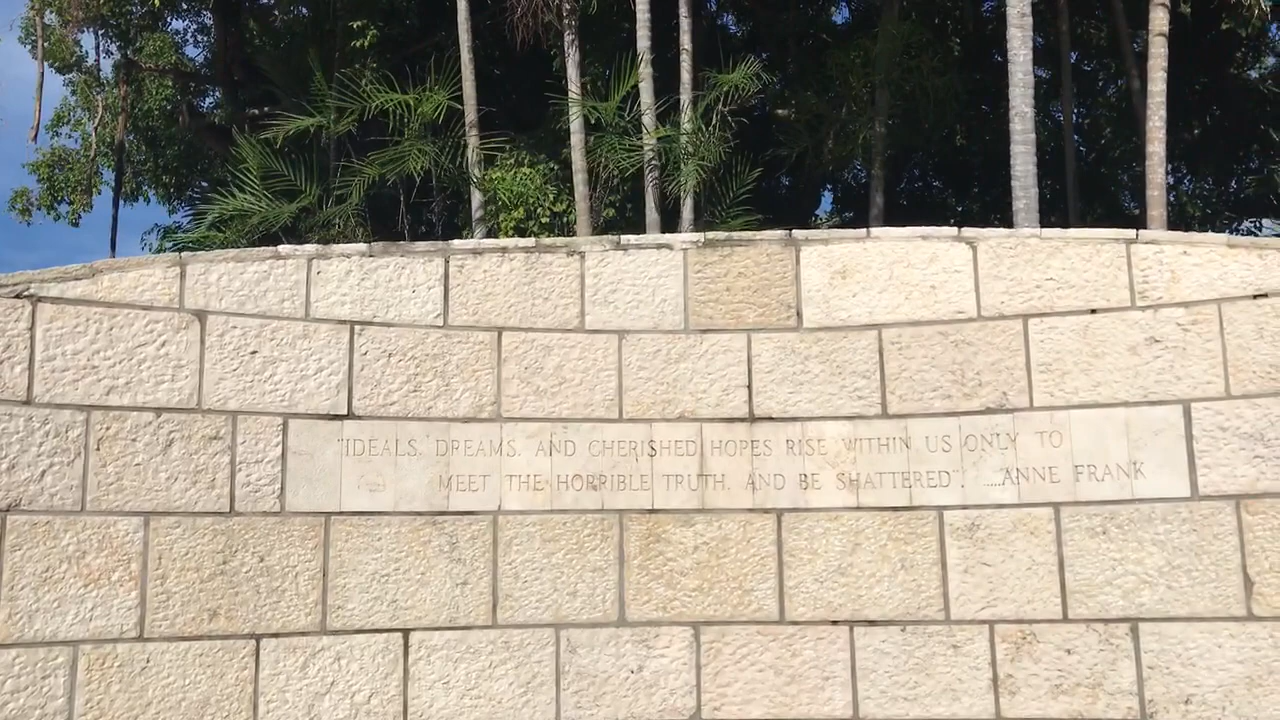 "IDEALS, DREAMS, AND CHERISHED HOPES RISE WITHIN US ONLY TO
MEET THE HORRIBLE TRUTH, AND BE SHATTERED". .....ANNE FRANK